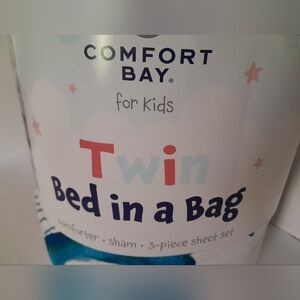 COMFORT
BAY®
for Kids
Twin
Bed in a Bag
comforter • sham • 3-piece sheet set